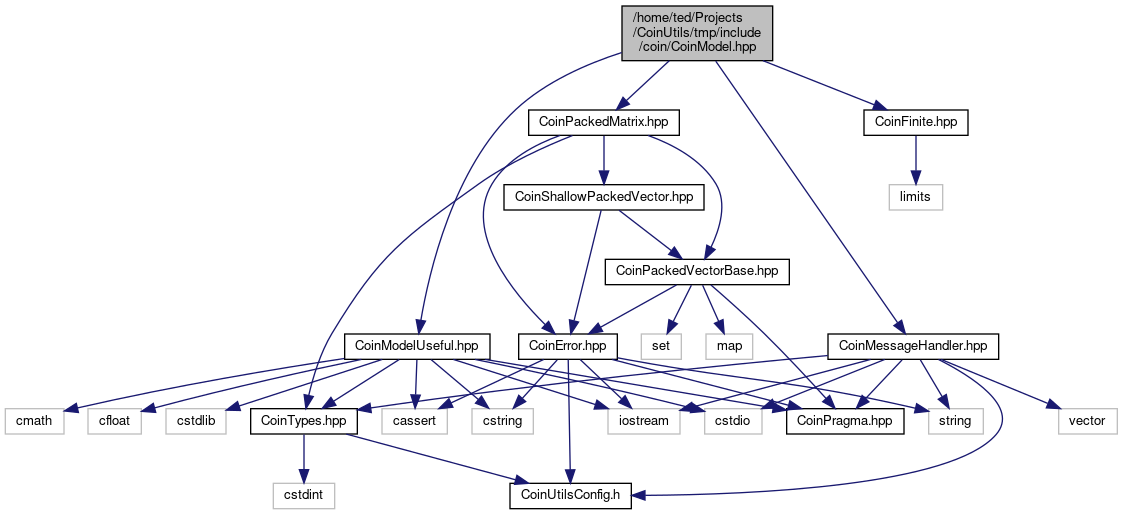 /home/ted/Projects
/CoinUtils/tmp/include
/coin/CoinModel.hpp
CoinPackedMatrix.hpp
CoinFinite.hpp
CoinShallowPackedVector.hpp
limits
CoinPackedVectorBase.hpp
CoinModelUseful.hpp
CoinError.hpp
set
map
CoinMessageHandler.hpp
cmath
cfloat
cstdlib
CoinTypes.hpp
cassert
cstring
iostream
cstdio
CoinPragma.hpp
string
vector
cstdint
CoinUtilsConfig.h